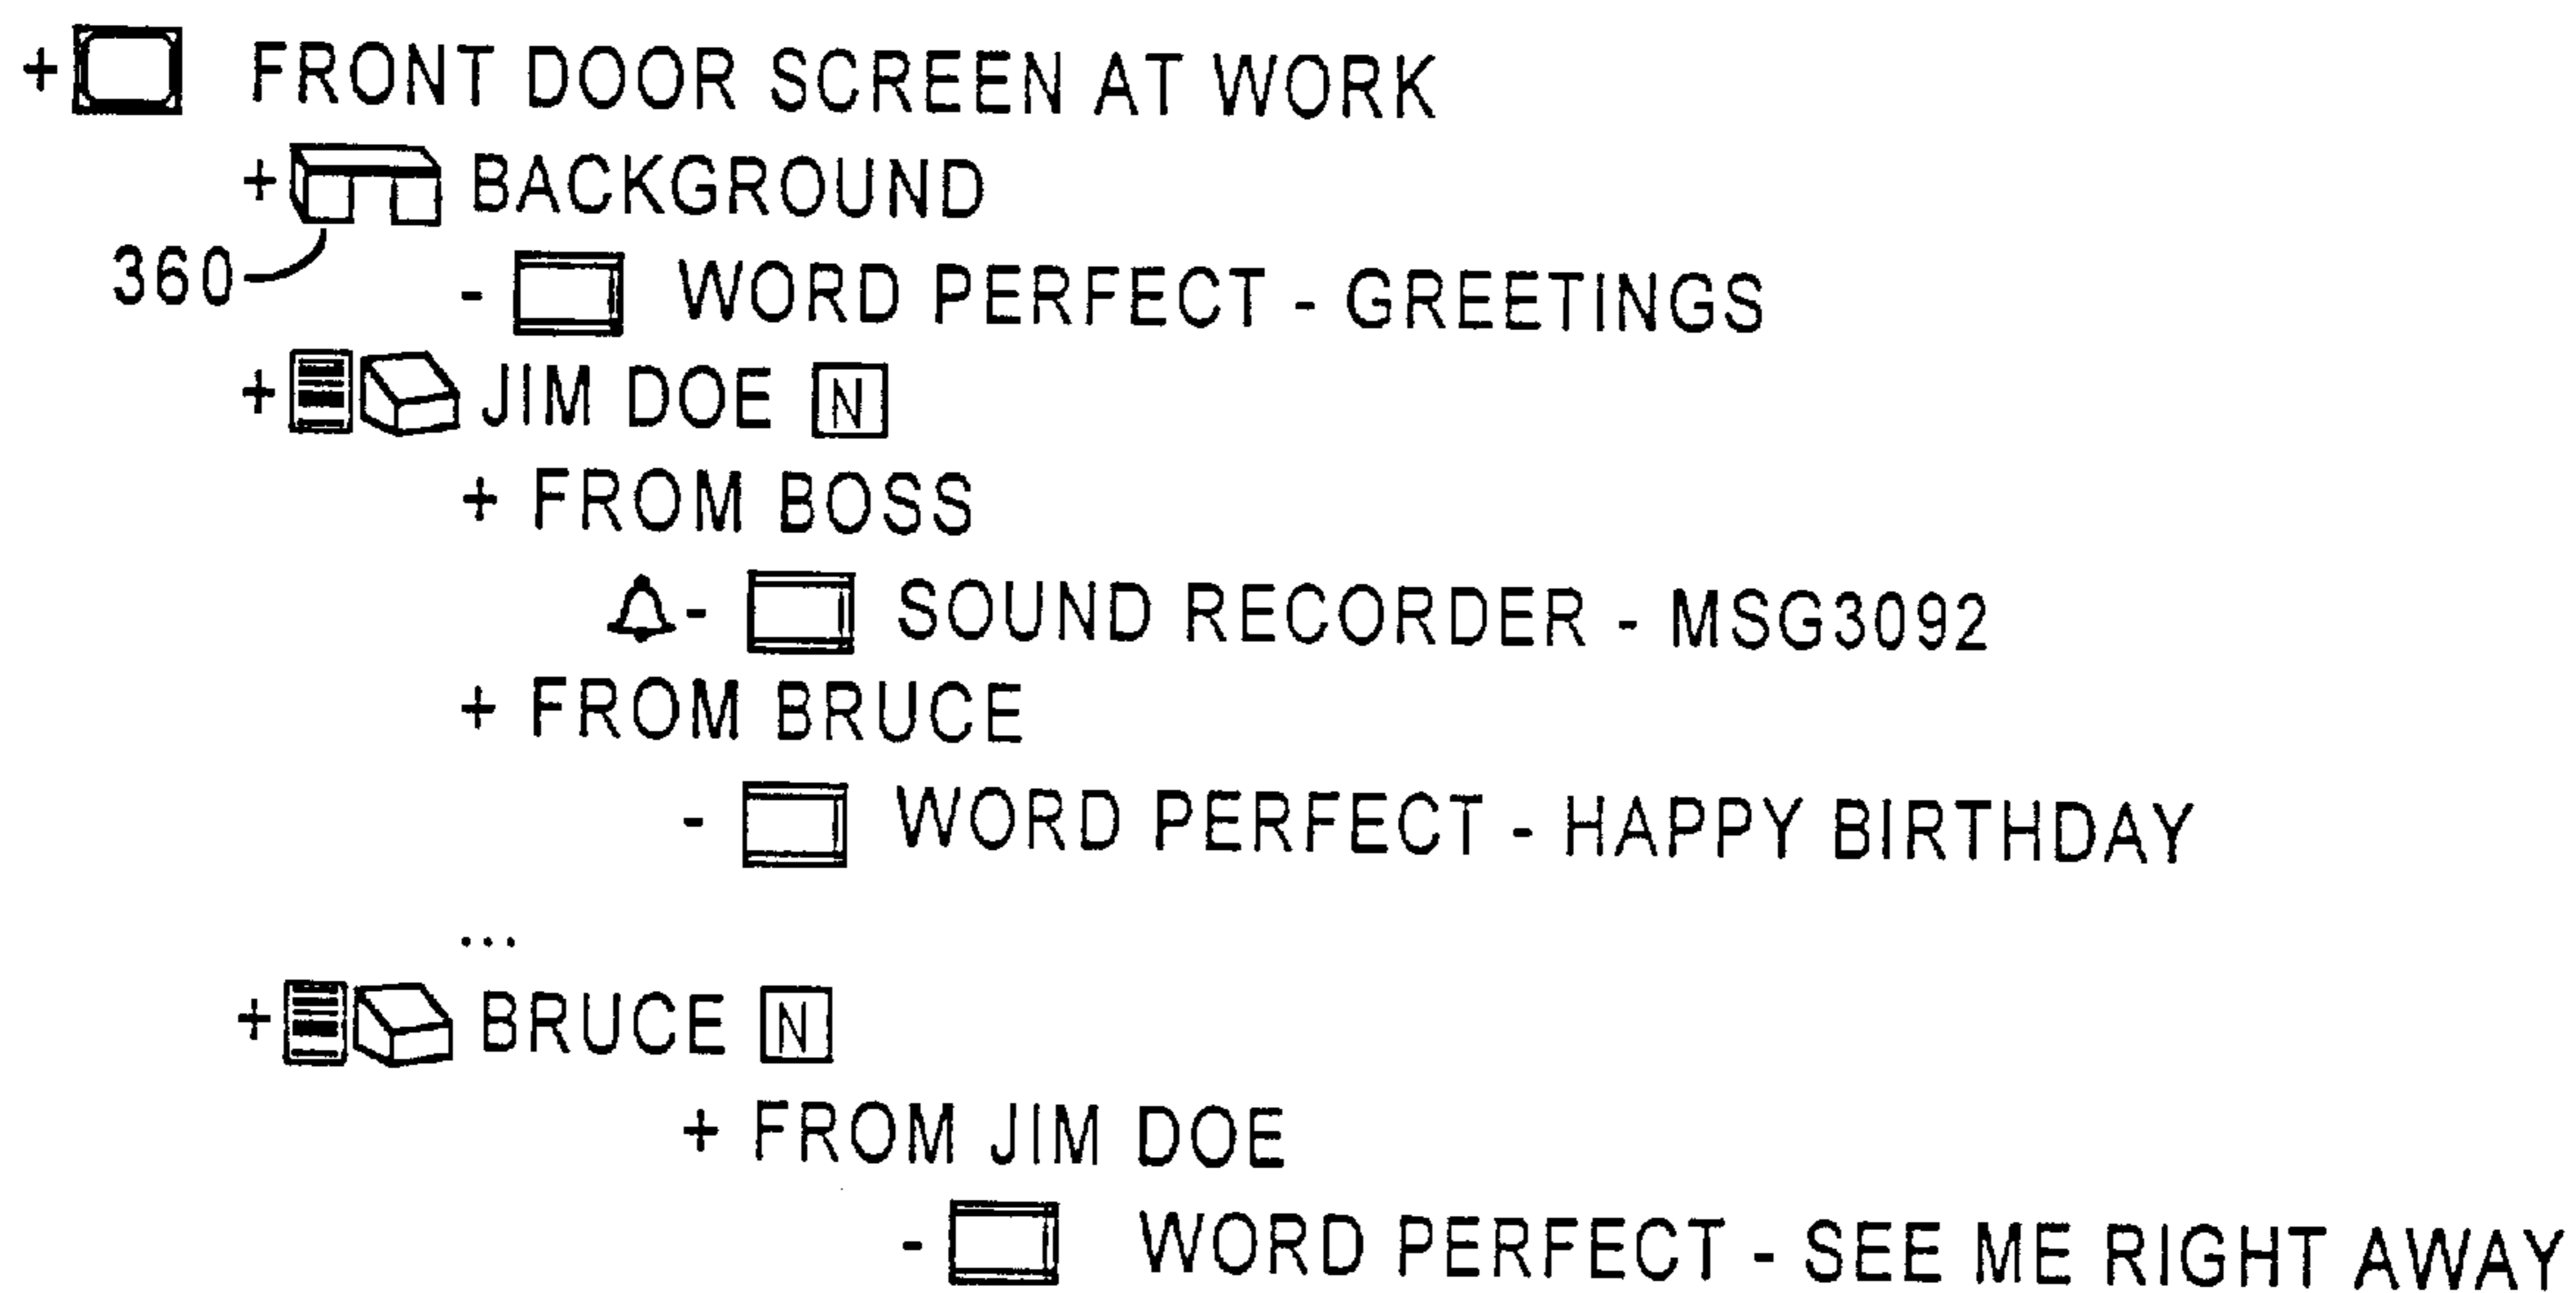 + FRONT DOOR SCREEN AT WORK
+ BACKGROUND
360
- WORD PERFECT - GREETINGS
+ JIM DOE N
+ FROM BOSS
- SOUND RECORDER - MSG3092
+ FROM BRUCE
- WORD PERFECT - HAPPY BIRTHDAY
...
+ BRUCE N
+ FROM JIM DOE
- WORD PERFECT - SEE ME RIGHT AWAY